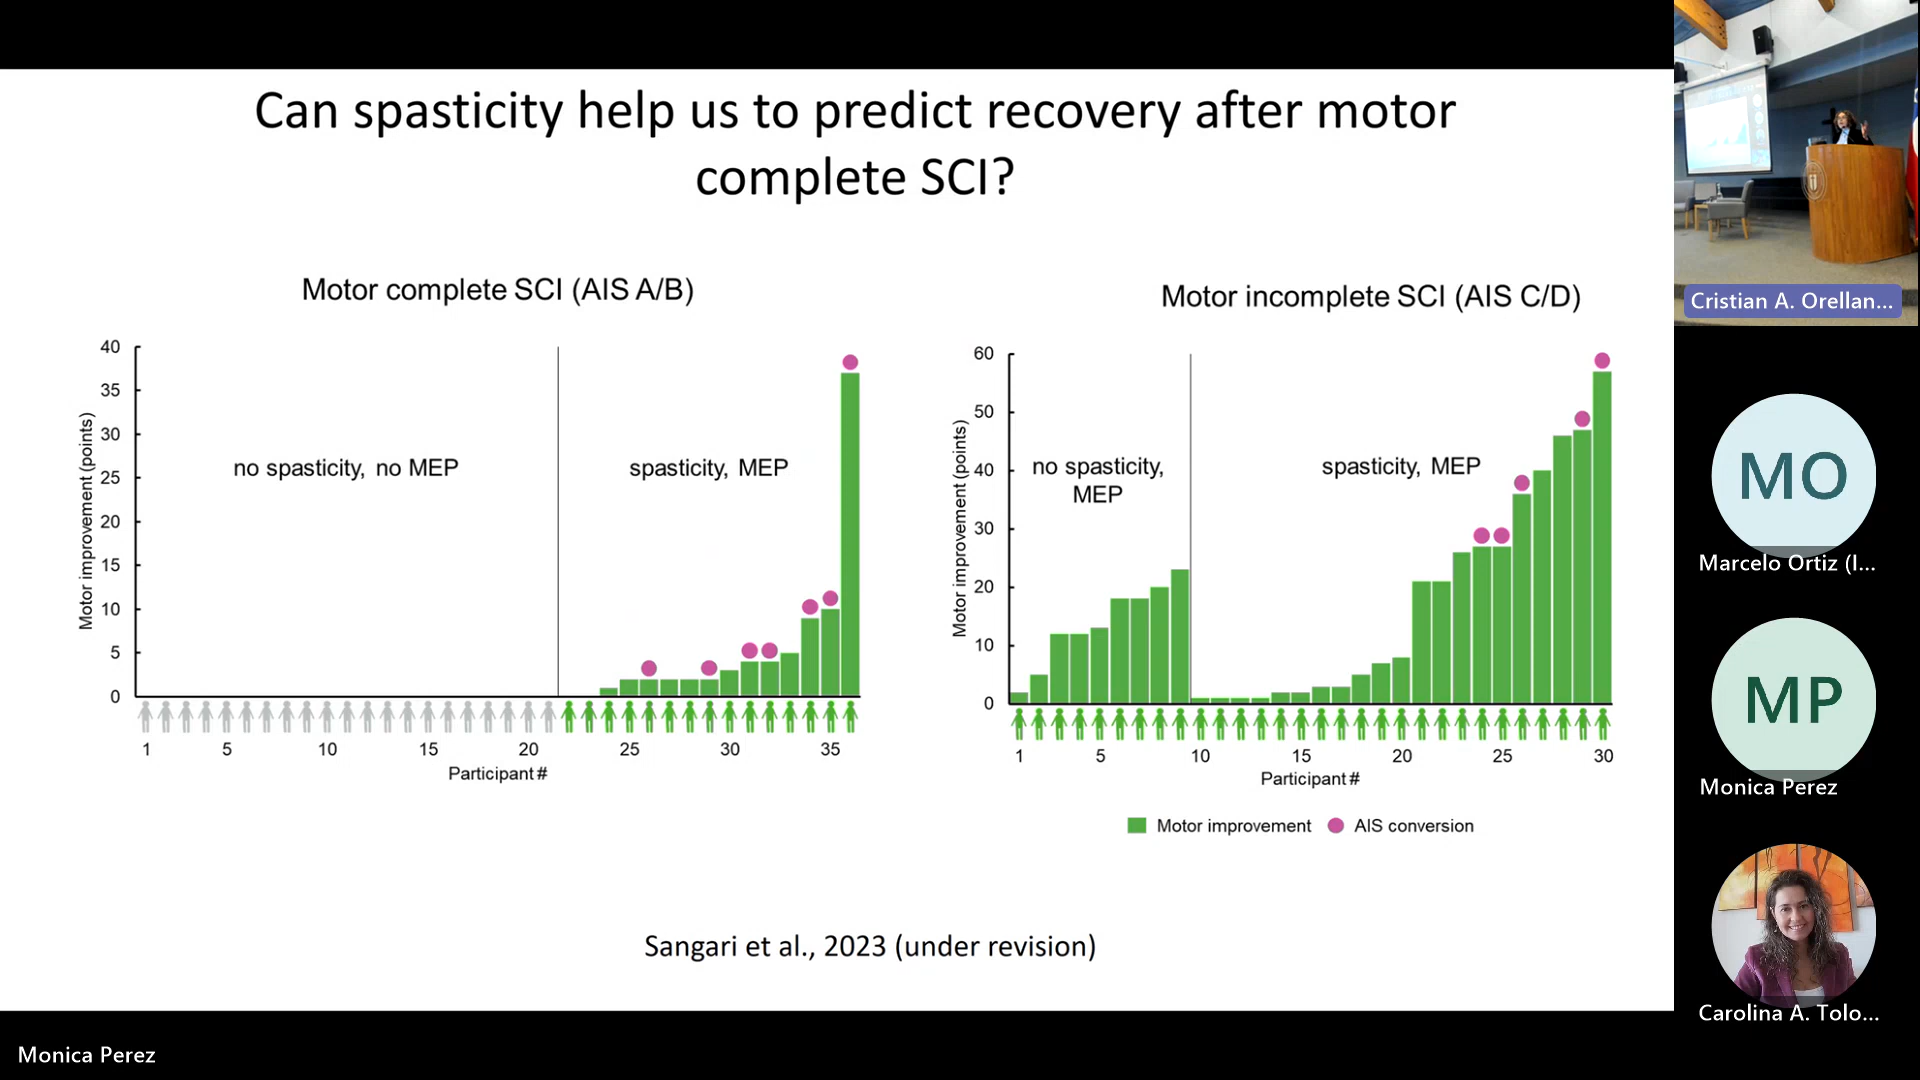 Can spasticity help us to predict recovery after motor
complete SCI?
Motor complete SCI (AIS A/B)
Motor improvement (points)
40
35
30
25
20
15
10
5
0
no spasticity, no MEP
spasticity, MEP
1 5 10 15 20 25 30 35
Participant #
Motor incomplete SCI (AIS C/D)
Motor improvement (points)
60
50
40
30
20
10
0
no spasticity,
MEP
spasticity, MEP
1 5 10 15 20 25 30
Participant #
Motor improvement AIS conversion
Sangari et al., 2023 (under revision)
Monica Perez
Cristian A. Orellan...
MO
Marcelo Ortiz (I...
MP
Monica Perez
Carolina A. Tolo...